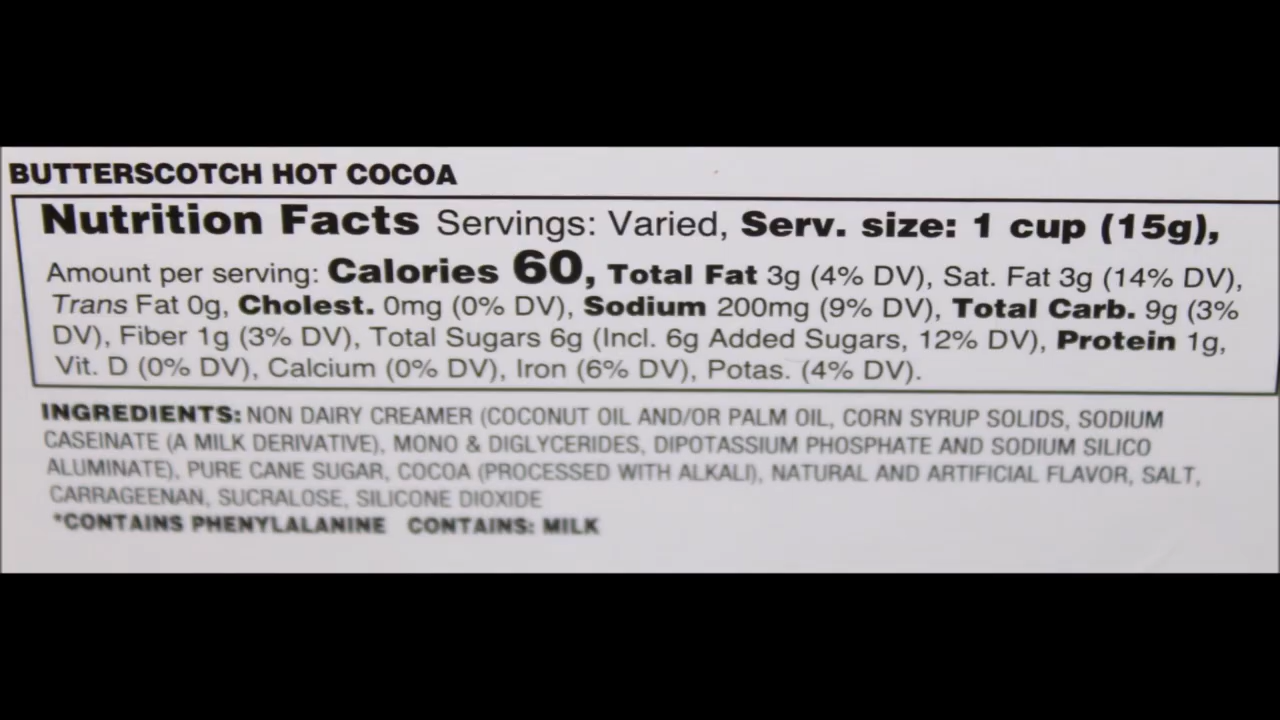 BUTTERSCOTCH HOT COCOA
Nutrition Facts Servings: Varied, Serv. size: 1 cup (15g),
Amount per serving: Calories 60, Total Fat 3g (4% DV), Sat. Fat 3g (14% DV),
Trans Fat 0g, Cholest. 0mg (0% DV), Sodium 200mg (9% DV), Total Carb. 9g (3%
DV), Fiber 1g (3% DV), Total Sugars 6g (Incl. 6g Added Sugars, 12% DV), Protein 1g,
Vit. D (0% DV), Calcium (0% DV), Iron (6% DV), Potas. (4% DV).
INGREDIENTS: NON DAIRY CREAMER (COCONUT OIL AND/OR PALM OIL, CORN SYRUP SOLIDS, SODIUM
CASEINATE (A MILK DERIVATIVE), MONO & DIGLYCERIDES, DIPOTASSIUM PHOSPHATE AND SODIUM SILICO
ALUMINATE), PURE CANE SUGAR, COCOA (PROCESSED WITH ALKALI), NATURAL AND ARTIFICIAL FLAVOR, SALT,
CARRAGEENAN, SUCRALOSE, SILICONE DIOXIDE
*CONTAINS PHENYLALANINE CONTAINS: MILK